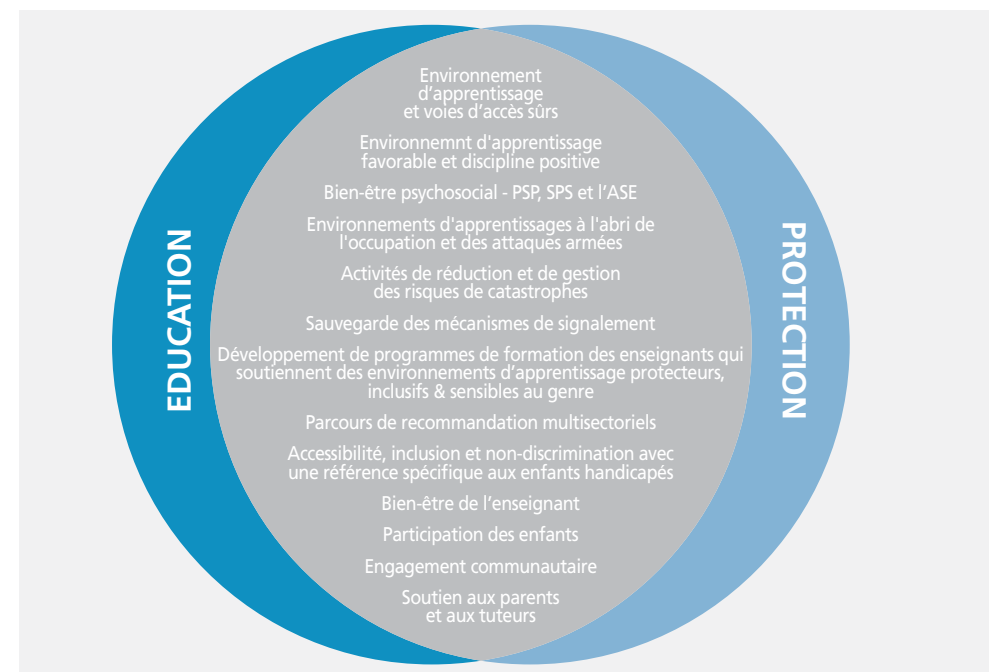 EDUCATION
Environnement
d’apprentissage
et voies d’accès sûrs
Environnemnt d'apprentissage
favorable et discipline positive
Bien-être psychosocial - PSP, SPS et l’ASE
Environnements d'apprentissages à l'abri de
l'occupation et des attaques armées
Activités de réduction et de gestion
des risques de catastrophes
Sauvegarde des mécanismes de signalement
Développement de programmes de formation des enseignants qui
soutiennent des environnements d’apprentissage protecteurs,
inclusifs & sensibles au genre
Parcours de recommandation multisectoriels
Accessibilité, inclusion et non-discrimination avec
une référence spécifique aux enfants handicapés
Bien-être de l’enseignant
Participation des enfants
Engagement communautaire
Soutien aux parents
et aux tuteurs
PROTECTION